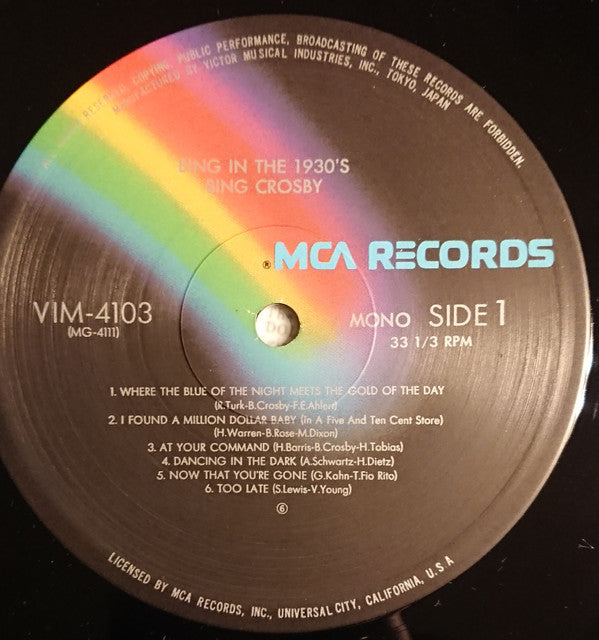 RESERVED. COPYING, PUBLIC PERFORMANCE, BROADCASTING OF THESE RECORDS ARE FORBIDDEN.
MANUFACTURED BY VICTOR MUSICAL INDUSTRIES, INC., TOKYO, JAPAN
BING IN THE 1930'S
BING CROSBY
® MCA RECORDS
VIM-4103
(MG-4111)
MONO SIDE 1
33 1/3 RPM
1. WHERE THE BLUE OF THE NIGHT MEETS THE GOLD OF THE DAY
(R.Turk-B.Crosby-F.E.Ahlert)
2. I FOUND A MILLION DOLLAR BABY (In A Five And Ten Cent Store)
(H.Warren-B.Rose-M.Dixon)
3. AT YOUR COMMAND (H.Barris-B.Crosby-H.Tobias)
4. DANCING IN THE DARK (A.Schwartz-H.Dietz)
5. NOW THAT YOU'RE GONE (G.Kahn-T.Fio Rito)
6. TOO LATE (S.Lewis-V.Young)
⑥
LICENSED BY MCA RECORDS, INC., UNIVERSAL CITY, CALIFORNIA, U.S.A